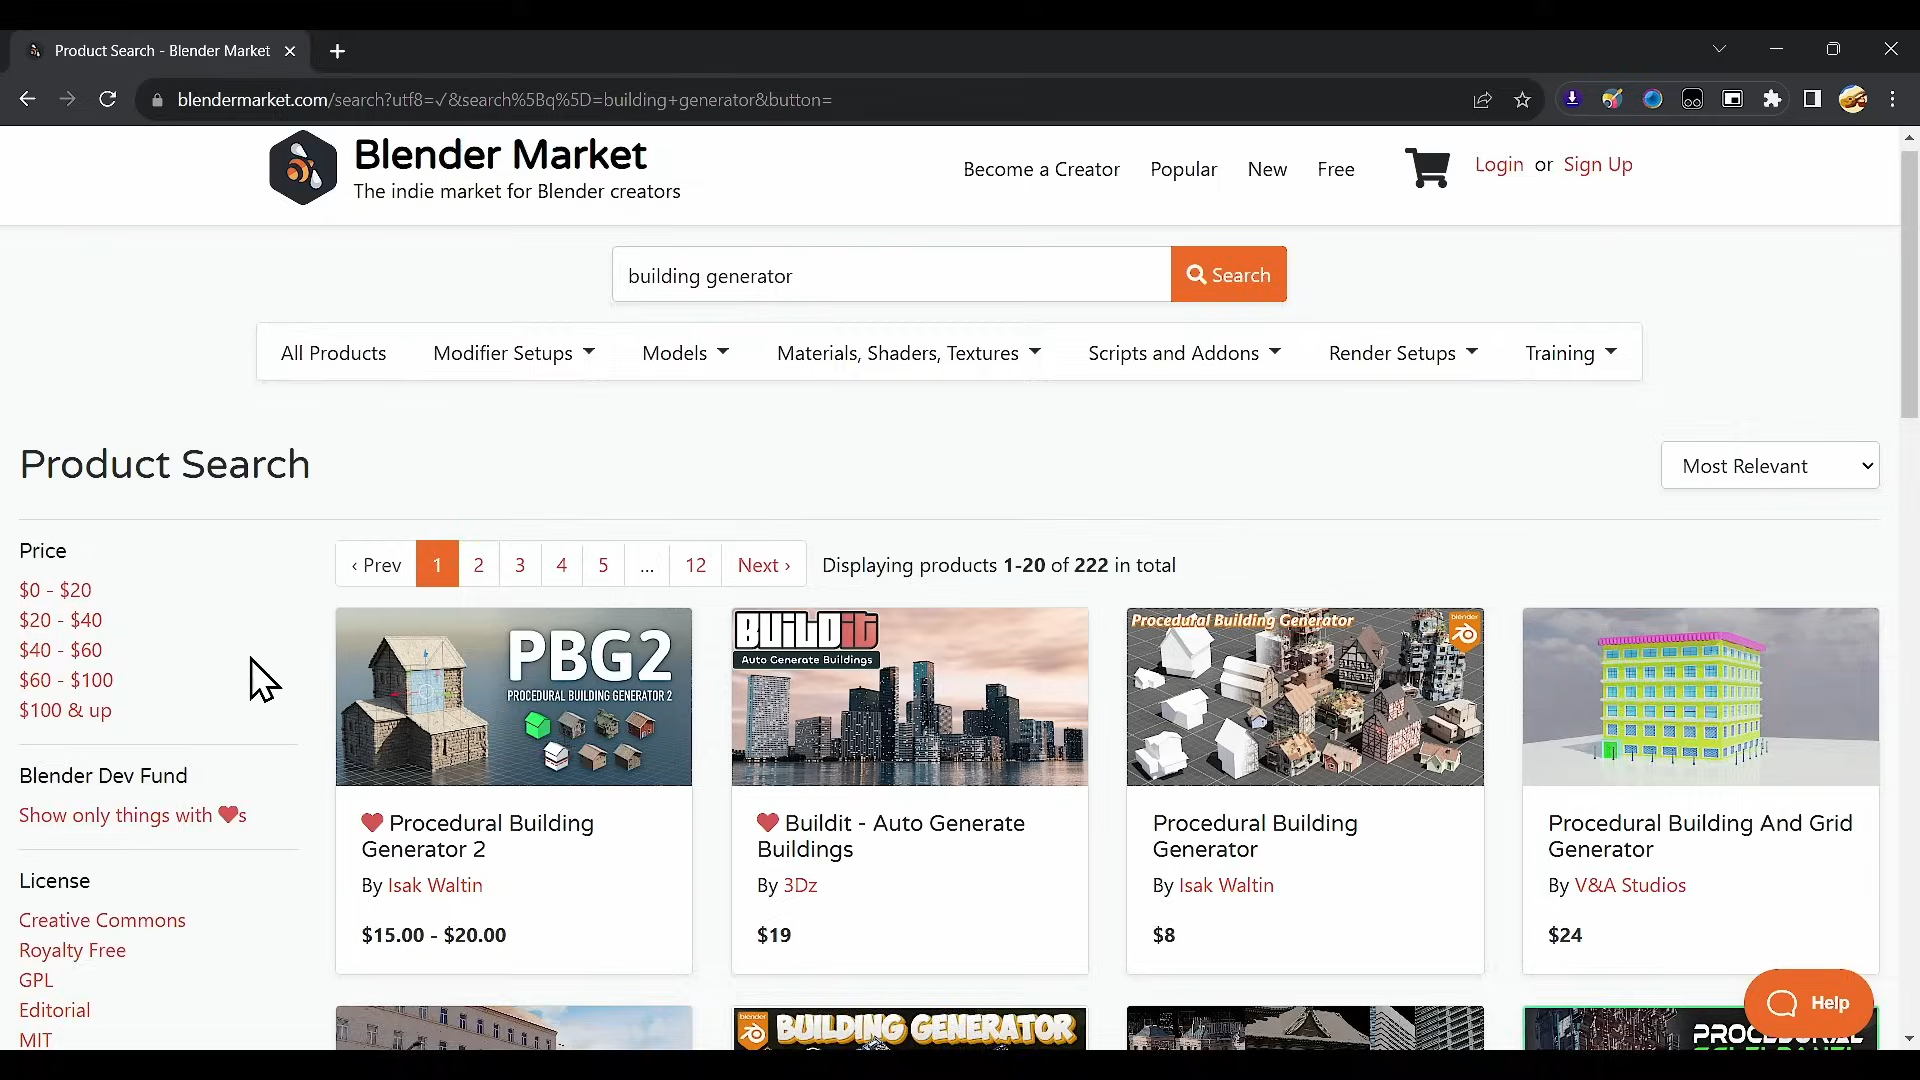 Product Search - Blender Market
blendermarket.com/search?utf8=✓&search%5Bq%5D=building+generator&button=
Blender Market
The indie market for Blender creators
Become a Creator
Popular
New
Free
Login or Sign Up
building generator
Search
All Products
Modifier Setups
Models
Materials, Shaders, Textures
Scripts and Addons
Render Setups
Training
Product Search
Most Relevant
Price
$0 - $20
$20 - $40
$40 - $60
$60 - $100
$100 & up
Blender Dev Fund
Show only things with ♥s
License
Creative Commons
Royalty Free
GPL
Editorial
MIT
‹ Prev 1 2 3 4 5 ... 12 Next ›
Displaying products 1-20 of 222 in total
PBG2
PROCEDURAL BUILDING GENERATOR 2
♥ Procedural Building
Generator 2
By Isak Waltin
$15.00 - $20.00
BUiLDit
Auto Generate Buildings
♥ Buildit - Auto Generate
Buildings
By 3Dz
$19
Procedural Building Generator
blender
Procedural Building
Generator
By Isak Waltin
$8
Procedural Building And Grid
Generator
By V&A Studios
$24
blender
BUILDING GENERATOR
PROCEDURAL
Help